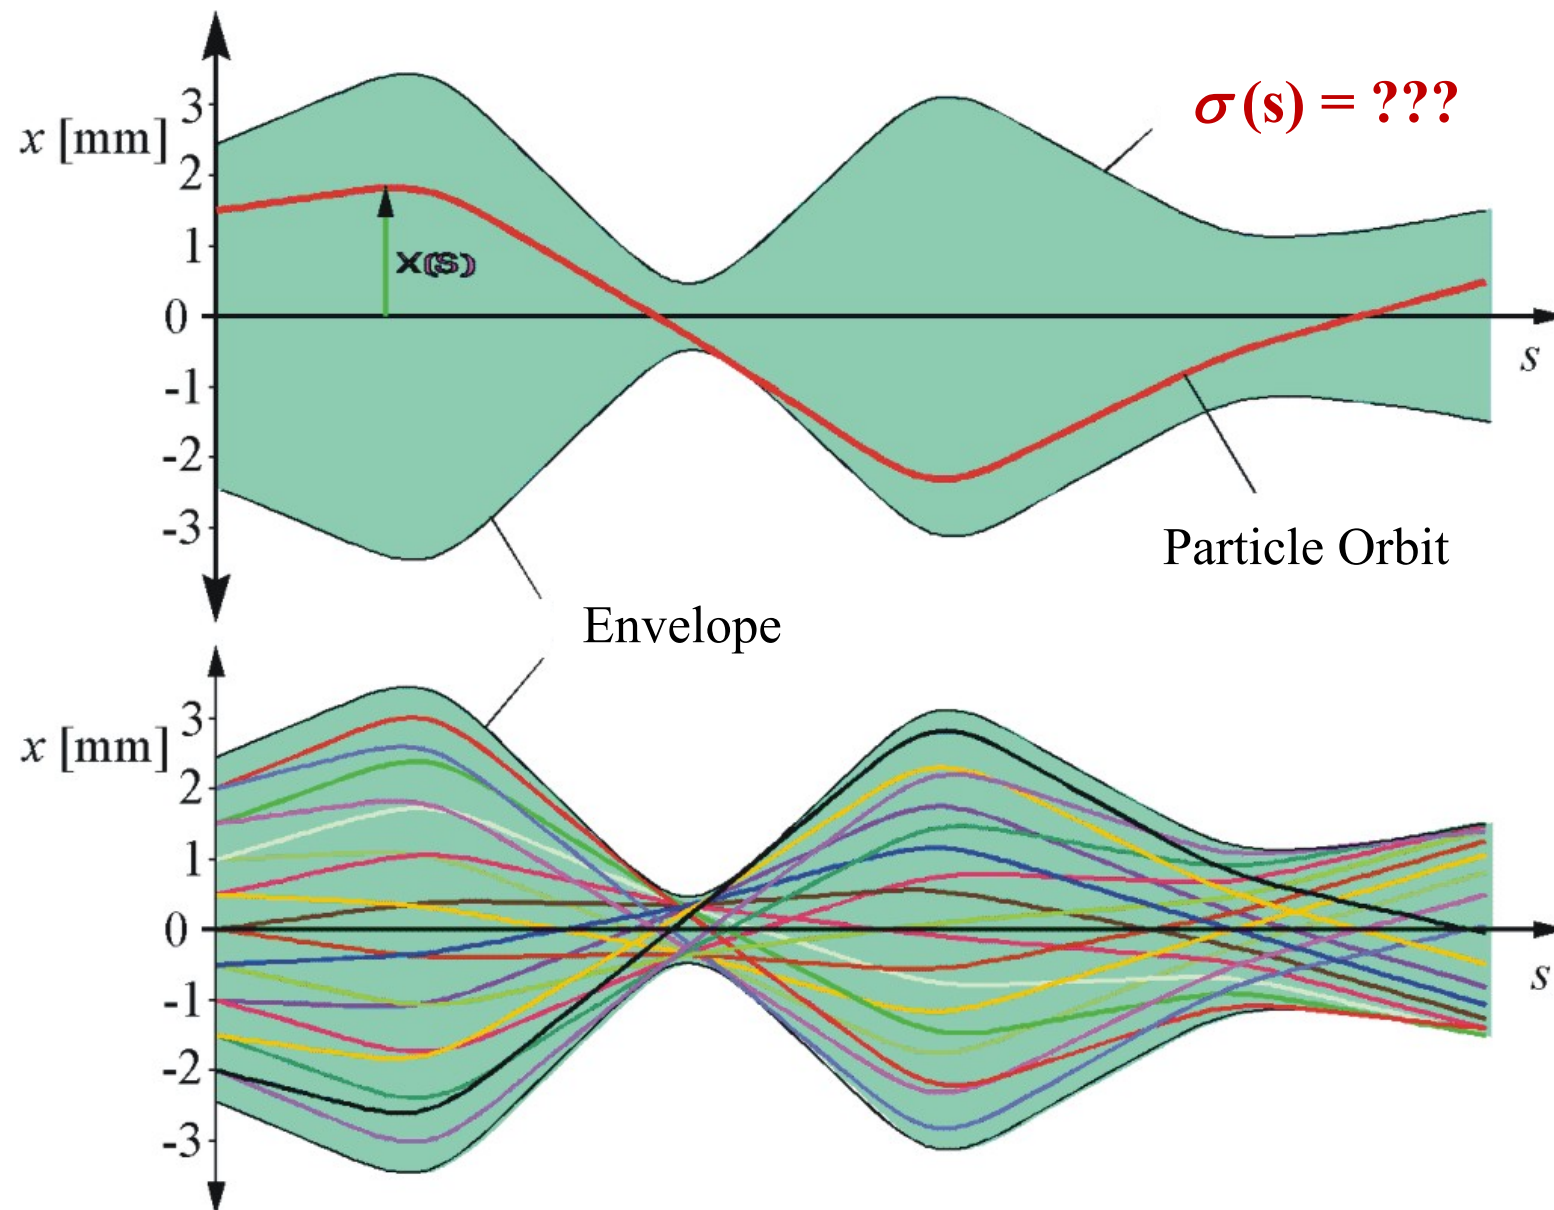 3
σ (s) = ???
x [mm]
2
1
X(S)
0
s
-1
-2
-3
Particle Orbit
Envelope
3
x [mm]
2
1
0
s
-1
-2
-3